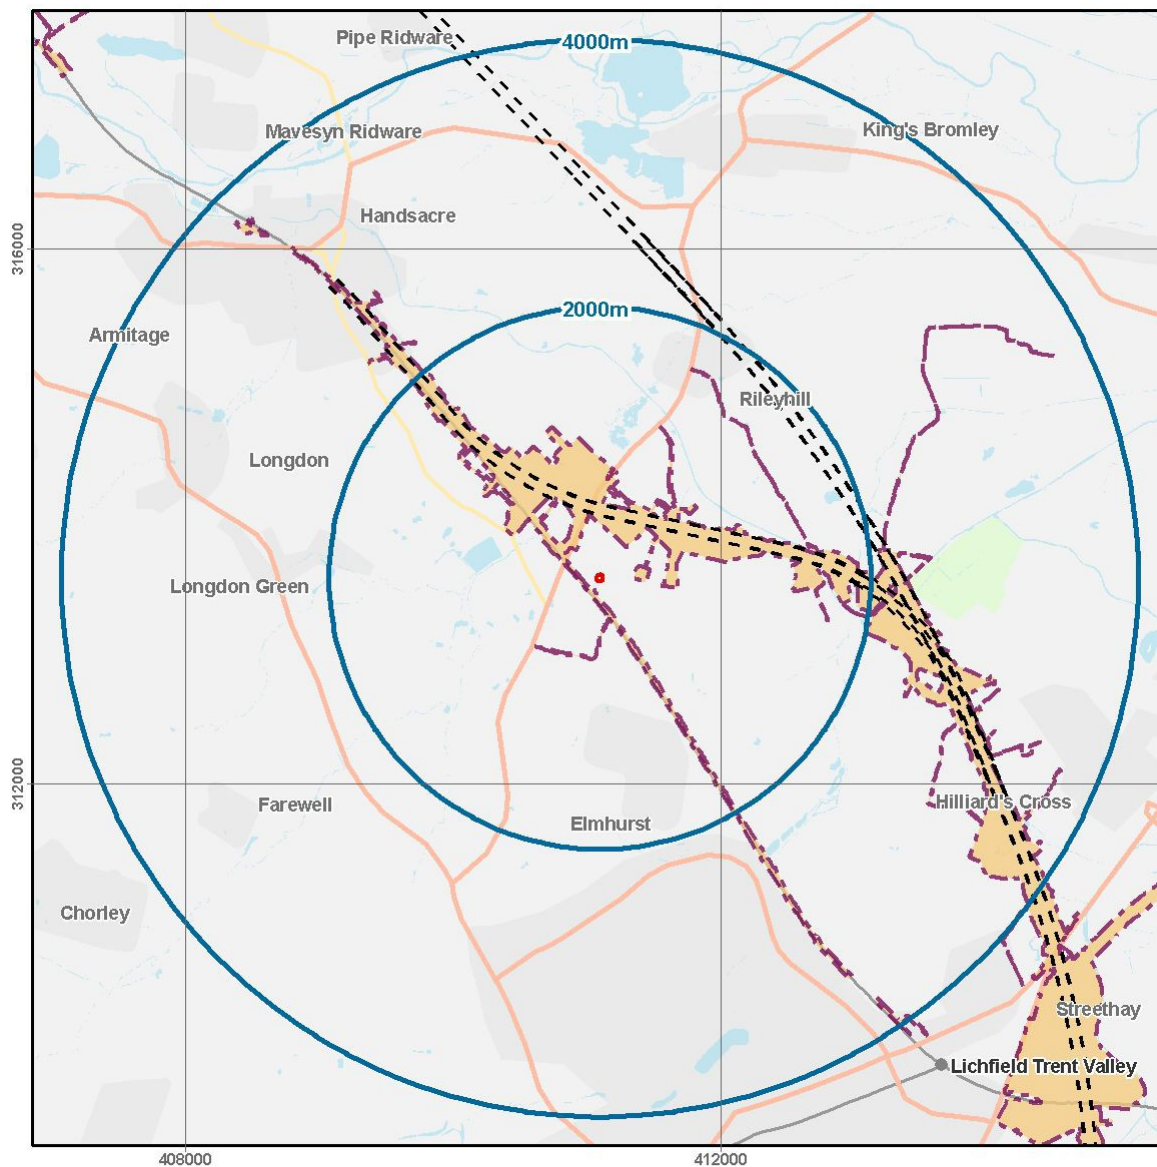 Pipe Ridware
4000m
Mavesyn Ridware
King's Bromley
Handsacre
316000
2000m
Armitage
Rileyhill
Longdon
Longdon Green
312000
Hilliard's Cross
Farewell
Elmhurst
Chorley
Streethay
Lichfield Trent Valley
408000
412000